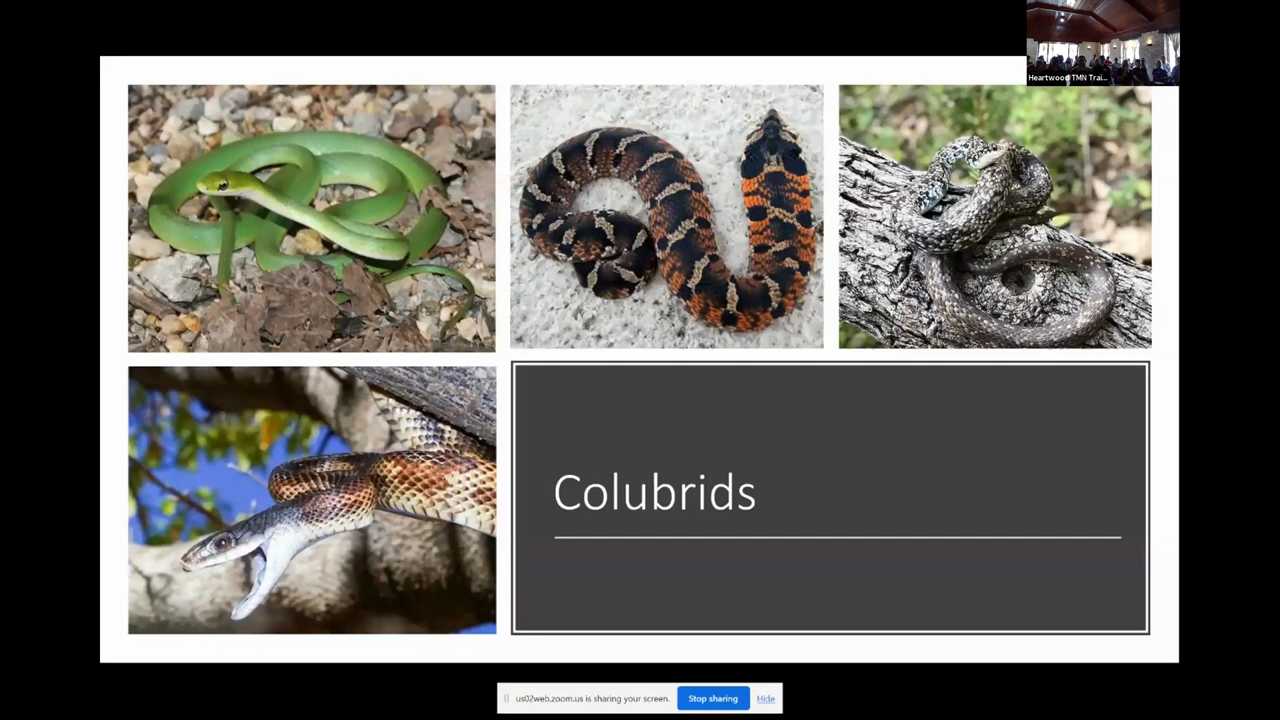 Heartwood TMN Trai...
Colubrids
us02web.zoom.us is sharing your screen.
Stop sharing
Hide